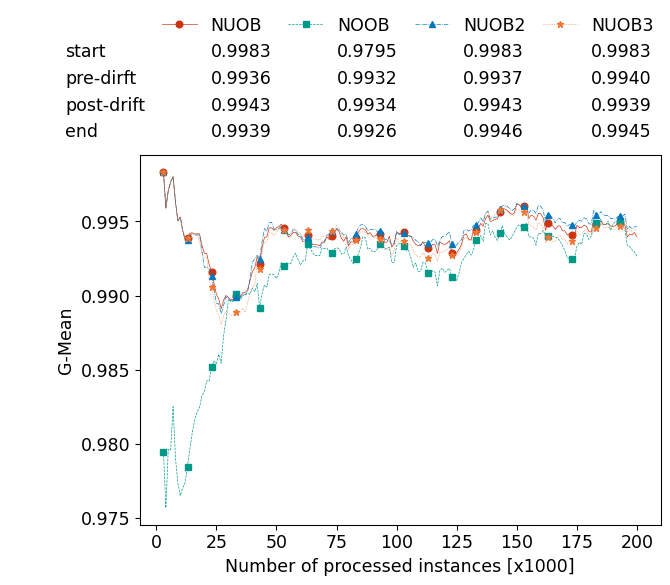 NUOB NOOB NUOB2 NUOB3
start 0.9983 0.9795 0.9983 0.9983
pre-dirft 0.9936 0.9932 0.9937 0.9940
post-drift 0.9943 0.9934 0.9943 0.9939
end 0.9939 0.9926 0.9946 0.9945
0.995
0.990
0.985
0.980
0.975
G-Mean
0 25 50 75 100 125 150 175 200
Number of processed instances [x1000]